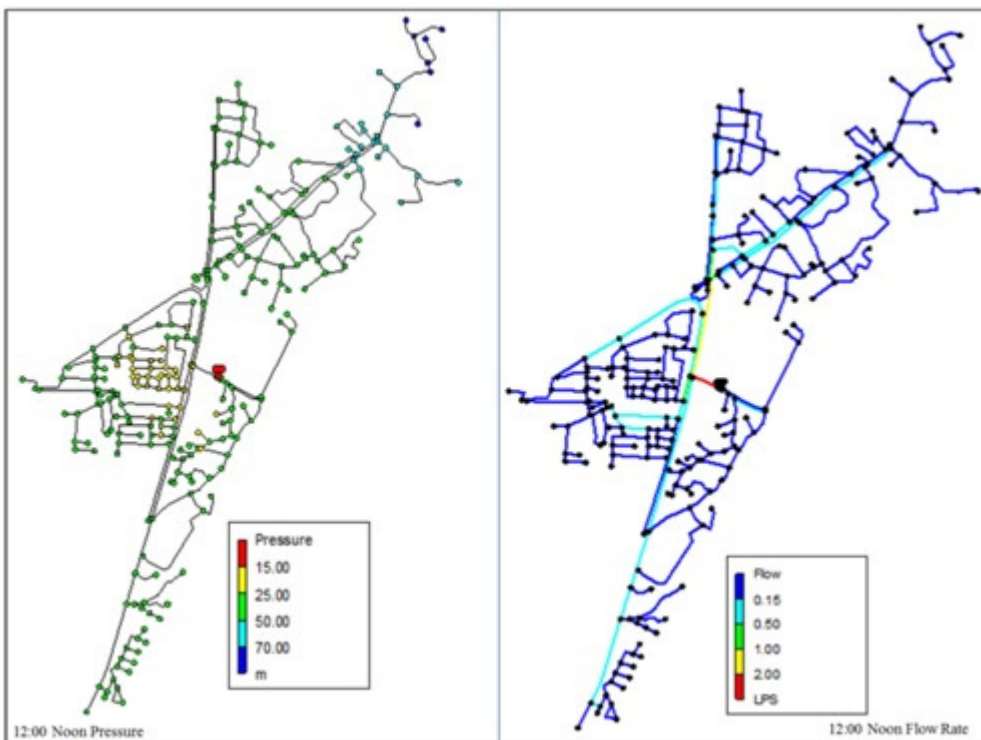 Pressure
15.00
25.00
50.00
70.00
m
12:00 Noon Pressure
Flow
0.15
0.50
1.00
2.00
LPS
12:00 Noon Flow Rate